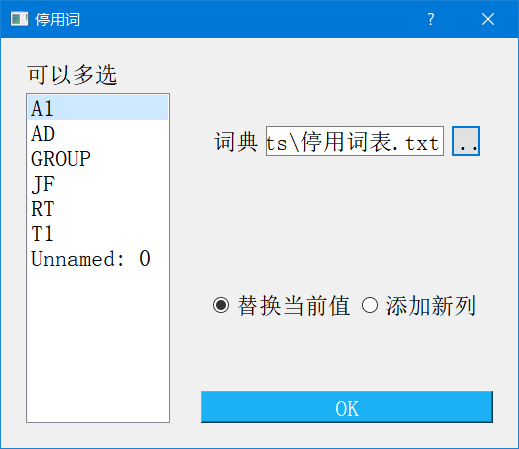 停用词
?
可以多选
A1
AD
GROUP
JF
RT
T1
Unnamed: 0
词典 ts\停用词表.txt ..
替换当前值 添加新列
OK